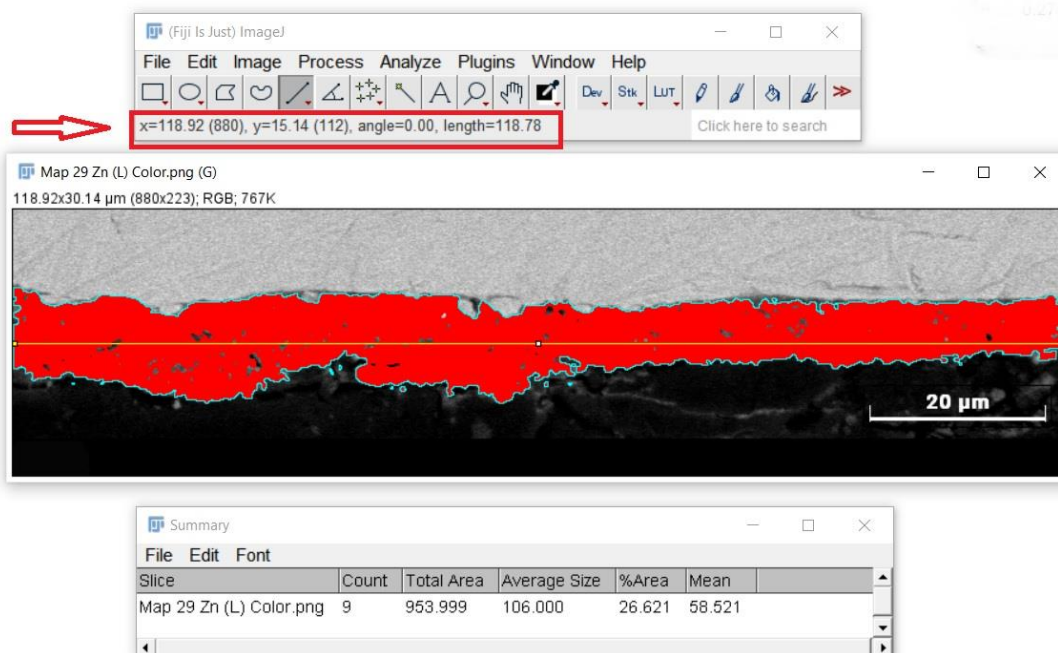 (Fiji Is Just) ImageJ
File Edit Image Process Analyze Plugins Window Help
Dev Stk LUT
x=118.92 (880), y=15.14 (112), angle=0.00, length=118.78
Click here to search
Map 29 Zn (L) Color.png (G)
118.92x30.14 µm (880x223); RGB; 767K
20 µm
Summary
File Edit Font
Slice Count Total Area Average Size %Area Mean
Map 29 Zn (L) Color.png 9 953.999 106.000 26.621 58.521